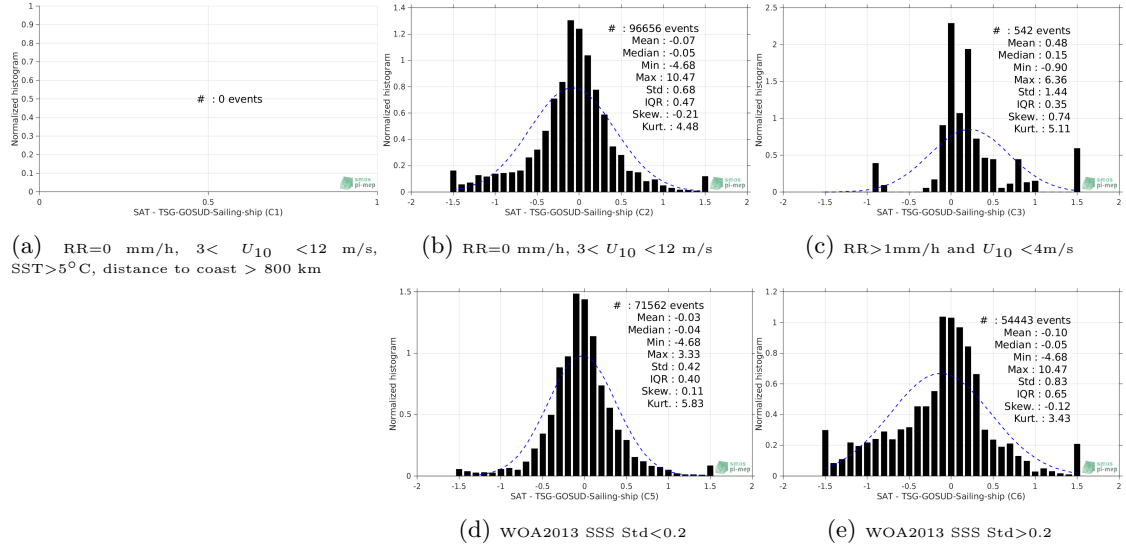 1
0.9
0.8
0.7
0.6
0.5
0.4
0.3
0.2
0.1
0
0 0.5 1
Normalized histogram
# : 0 events
smos
pi-mep
SAT - TSG-GOSUD-Sailing-ship (C1)
(a) RR=0 mm/h, 3< U10 <12 m/s,
SST>5°C, distance to coast > 800 km
1.4
1.2
1
0.8
0.6
0.4
0.2
0
-2 -1.5 -1 -0.5 0 0.5 1 1.5 2
Normalized histogram
# : 96656 events
Mean : -0.07
Median : -0.05
Min : -4.68
Max : 10.47
Std : 0.68
IQR : 0.47
Skew. : -0.21
Kurt. : 4.48
smos
pi-mep
SAT - TSG-GOSUD-Sailing-ship (C2)
(b) RR=0 mm/h, 3< U10 <12 m/s
2.5
2
1.5
1
0.5
0
-2 -1.5 -1 -0.5 0 0.5 1 1.5 2
Normalized histogram
# : 542 events
Mean : 0.48
Median : 0.15
Min : -0.90
Max : 6.36
Std : 1.44
IQR : 0.35
Skew. : 0.74
Kurt. : 5.11
smos
pi-mep
SAT - TSG-GOSUD-Sailing-ship (C3)
(c) RR>1mm/h and U10 <4m/s
1.5
1
0.5
0
-2 -1.5 -1 -0.5 0 0.5 1 1.5 2
Normalized histogram
# : 71562 events
Mean : -0.03
Median : -0.04
Min : -4.68
Max : 3.33
Std : 0.42
IQR : 0.40
Skew. : 0.11
Kurt. : 5.83
smos
pi-mep
SAT - TSG-GOSUD-Sailing-ship (C5)
(d) WOA2013 SSS Std<0.2
1.2
1
0.8
0.6
0.4
0.2
0
-2 -1.5 -1 -0.5 0 0.5 1 1.5 2
Normalized histogram
# : 54443 events
Mean : -0.10
Median : -0.05
Min : -4.68
Max : 10.47
Std : 0.83
IQR : 0.65
Skew. : -0.12
Kurt. : 3.43
smos
pi-mep
SAT - TSG-GOSUD-Sailing-ship (C6)
(e) WOA2013 SSS Std>0.2